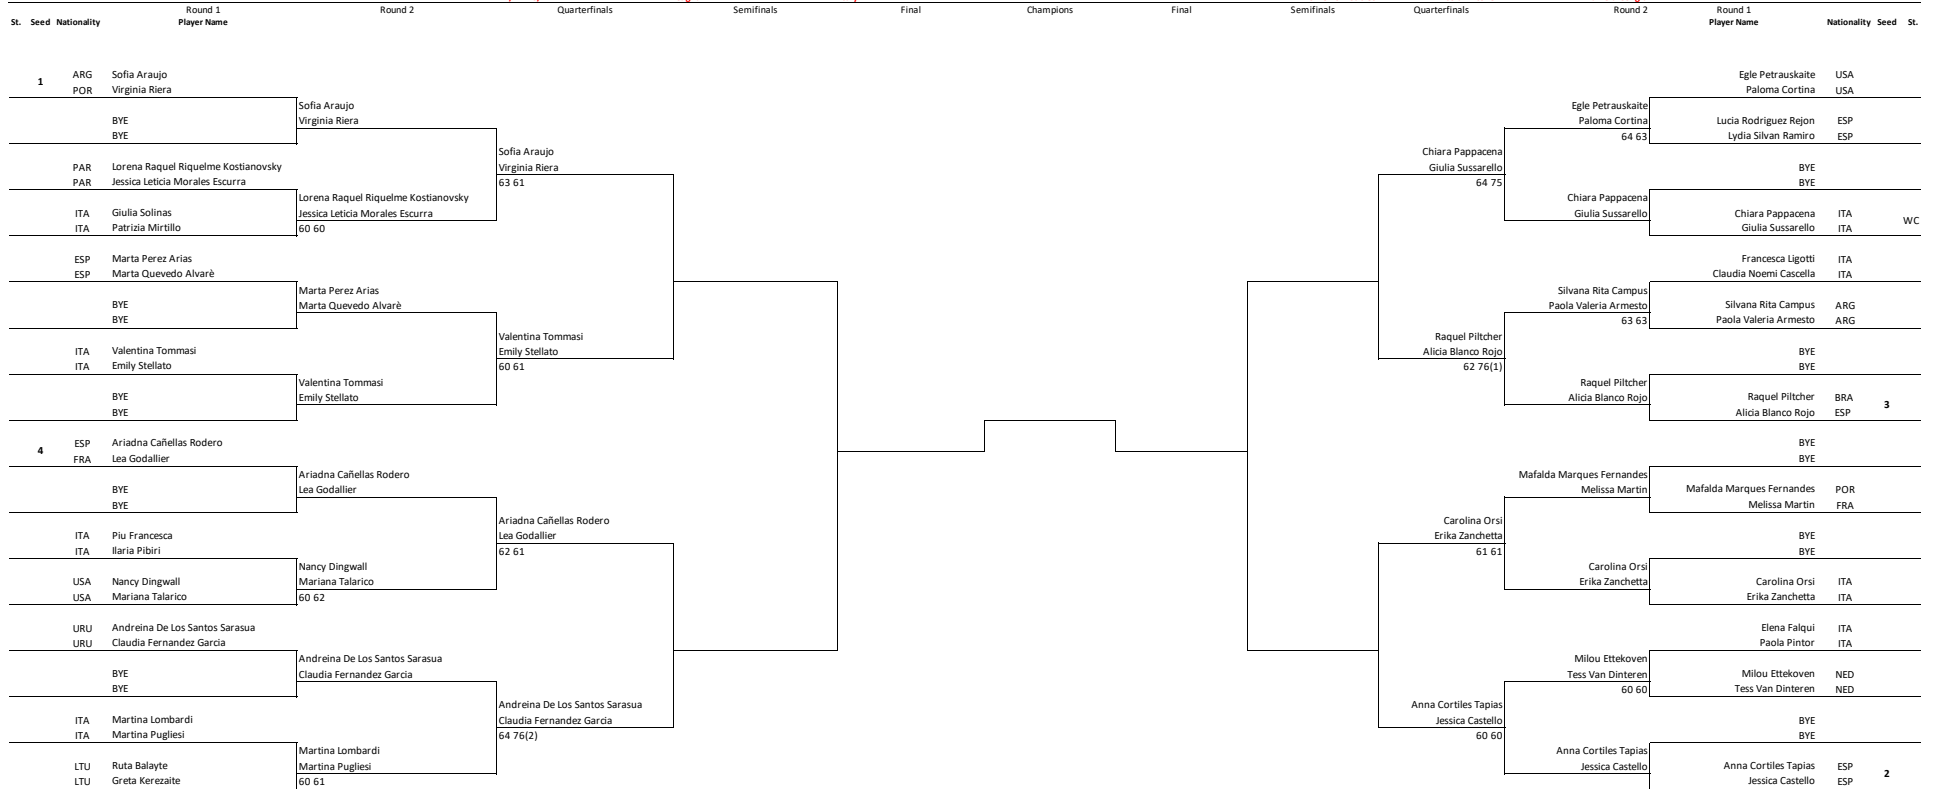 Round 1 Round 2 Quarterfinals Semifinals Final Champions Final Semifinals Quarterfinals Round 2 Round 1
St. Seed Nationality Player Name Player Name Nationality Seed St.
1
ARG Sofia Araujo
POR Virginia Riera
BYE
BYE
PAR Lorena Raquel Riquelme Kostianovsky
PAR Jessica Leticia Morales Escurra
ITA Giulia Solinas
ITA Patrizia Mirtillo
ESP Marta Perez Arias
ESP Marta Quevedo Alvarè
BYE
BYE
ITA Valentina Tommasi
ITA Emily Stellato
BYE
BYE
4
ESP Ariadna Cañellas Rodero
FRA Lea Godallier
BYE
BYE
ITA Piu Francesca
ITA Ilaria Pibiri
USA Nancy Dingwall
USA Mariana Talarico
URU Andreina De Los Santos Sarasua
URU Claudia Fernandez Garcia
BYE
BYE
ITA Martina Lombardi
ITA Martina Pugliesi
LTU Ruta Balayte
LTU Greta Kerezaite
Sofia Araujo
Virginia Riera
Lorena Raquel Riquelme Kostianovsky
Jessica Leticia Morales Escurra
60 60
Marta Perez Arias
Marta Quevedo Alvarè
Valentina Tommasi
Emily Stellato
Ariadna Cañellas Rodero
Lea Godallier
Nancy Dingwall
Mariana Talarico
60 62
Andreina De Los Santos Sarasua
Claudia Fernandez Garcia
Martina Lombardi
Martina Pugliesi
60 61
Sofia Araujo
Virginia Riera
63 61
Valentina Tommasi
Emily Stellato
60 61
Ariadna Cañellas Rodero
Lea Godallier
62 61
Andreina De Los Santos Sarasua
Claudia Fernandez Garcia
64 76(2)
Chiara Pappacena
Giulia Sussarello
64 75
Raquel Piltcher
Alicia Blanco Rojo
62 76(1)
Carolina Orsi
Erika Zanchetta
61 61
Anna Cortiles Tapias
Jessica Castello
60 60
Egle Petrauskaite
Paloma Cortina
64 63
Chiara Pappacena
Giulia Sussarello
Silvana Rita Campus
Paola Valeria Armesto
63 63
Raquel Piltcher
Alicia Blanco Rojo
Mafalda Marques Fernandes
Melissa Martin
Carolina Orsi
Erika Zanchetta
Milou Ettekoven
Tess Van Dinteren
60 60
Anna Cortiles Tapias
Jessica Castello
Egle Petrauskaite USA
Paloma Cortina USA
Lucia Rodriguez Rejon ESP
Lydia Silvan Ramiro ESP
BYE
BYE
Chiara Pappacena ITA
WC
Giulia Sussarello ITA
Francesca Ligotti ITA
Claudia Noemi Cascella ITA
Silvana Rita Campus ARG
Paola Valeria Armesto ARG
BYE
BYE
Raquel Piltcher BRA
3
Alicia Blanco Rojo ESP
BYE
BYE
Mafalda Marques Fernandes POR
Melissa Martin FRA
BYE
BYE
Carolina Orsi ITA
Erika Zanchetta ITA
Elena Falqui ITA
Paola Pintor ITA
Milou Ettekoven NED
Tess Van Dinteren NED
BYE
BYE
Anna Cortiles Tapias ESP
2
Jessica Castello ESP